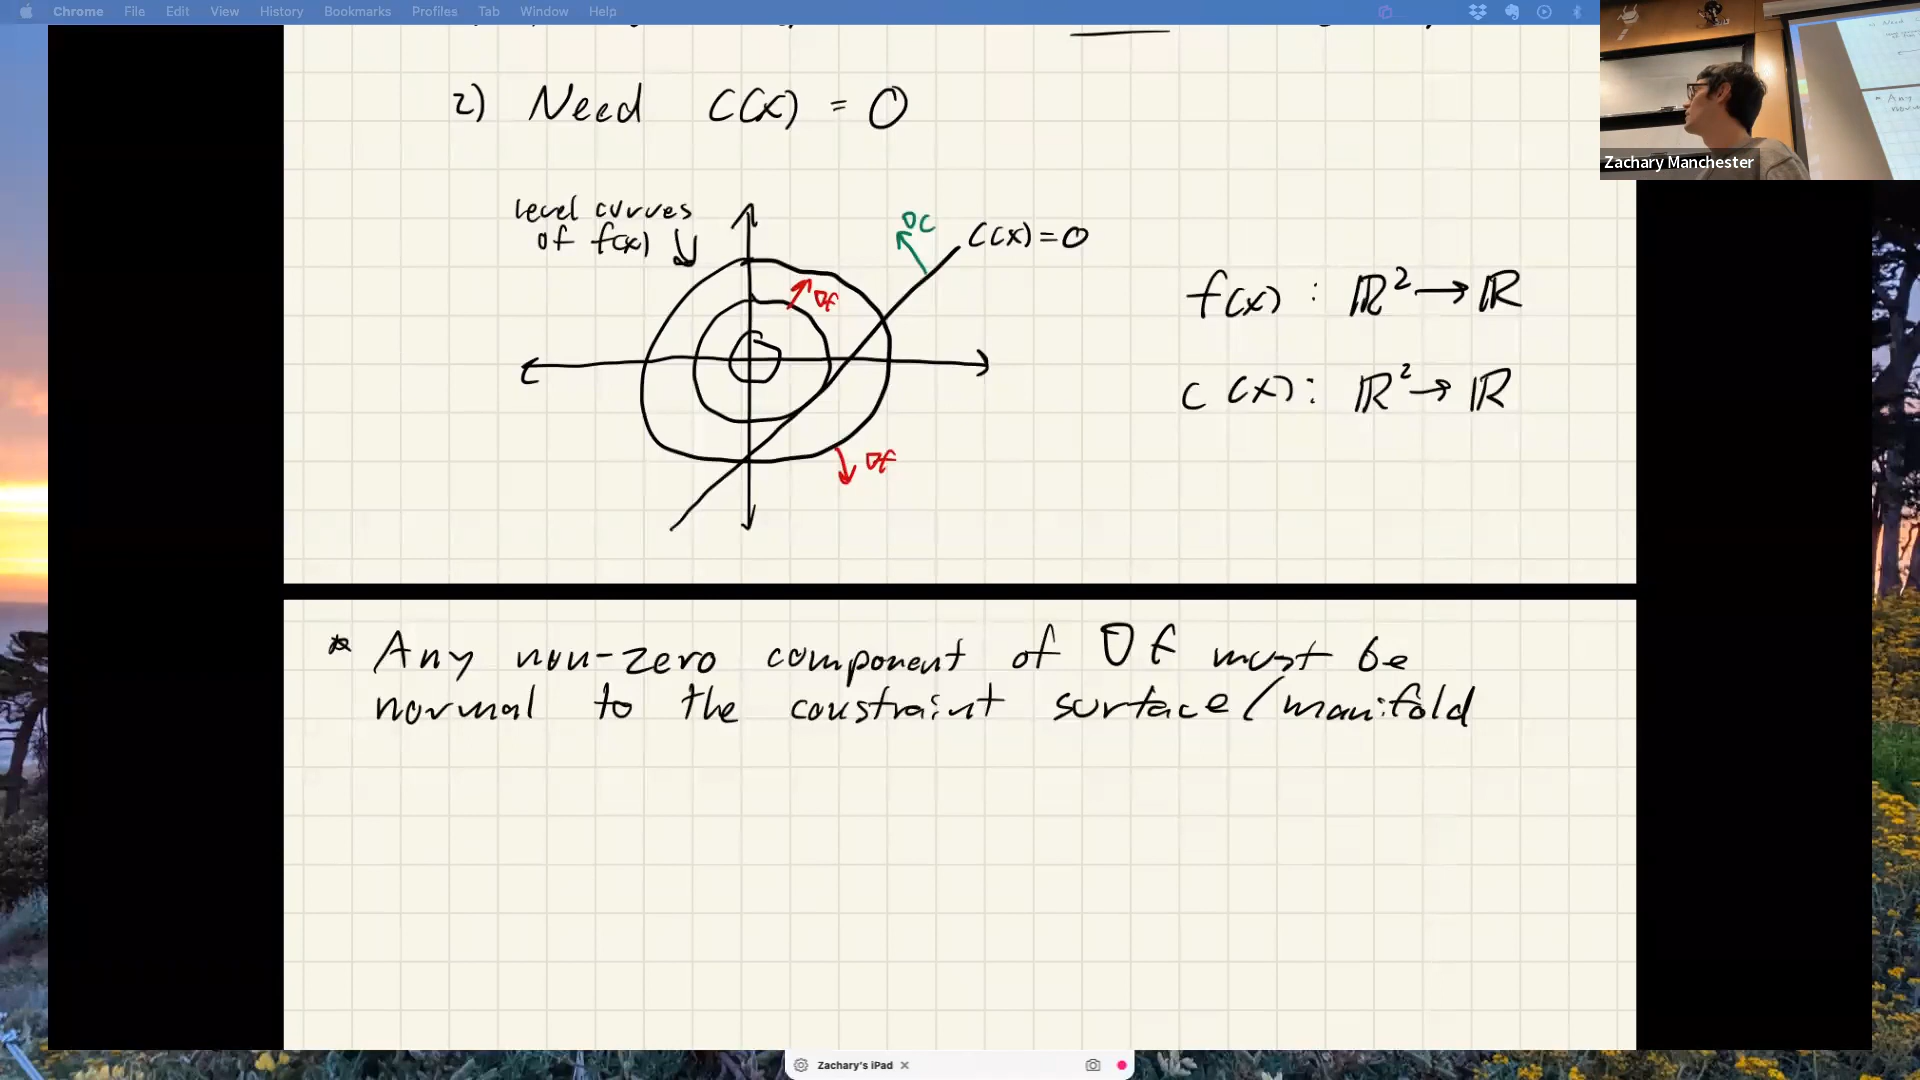 Chrome File Edit View History Bookmarks Profiles Tab Window Help
2) Need C(x) = 0
level curves
of f(x)
∇C
C(x)=0
∇f
∇f
f(x) : ℝ² → ℝ
C(x): ℝ² → ℝ
* Any non-zero component of ∇f must be
normal to the constraint surface/manifold
Zachary Manchester
Zachary's iPad